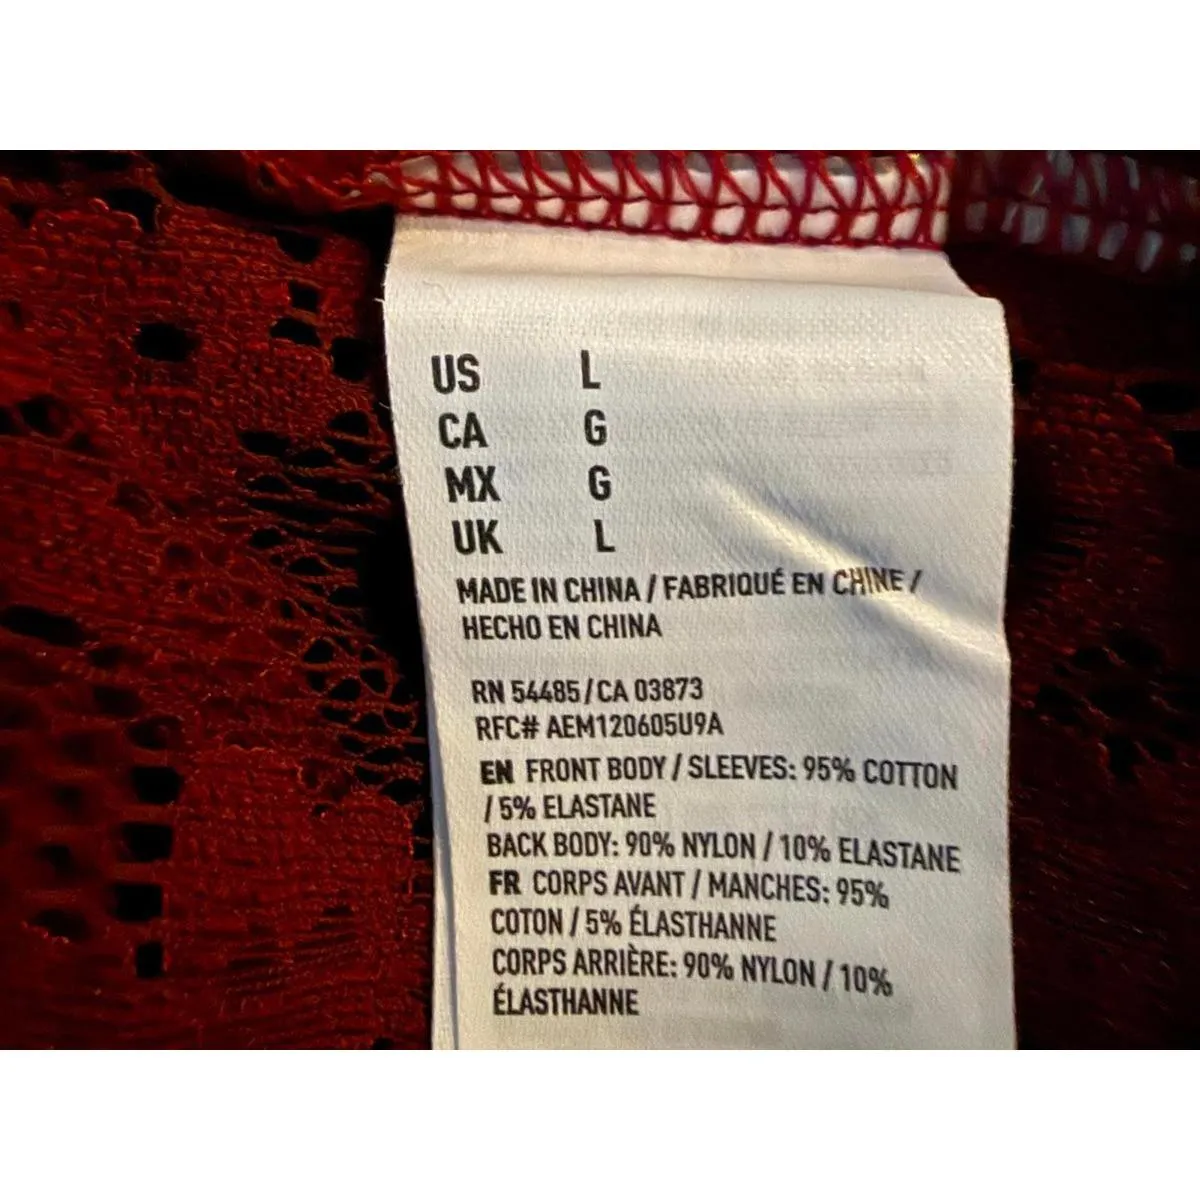 US L
CA G
MX G
UK L
MADE IN CHINA / FABRIQUÉ EN CHINE /
HECHO EN CHINA
RN 54485/CA 03873
RFC# AEM120605U9A
EN FRONT BODY / SLEEVES: 95% COTTON
/ 5% ELASTANE
BACK BODY: 90% NYLON / 10% ELASTANE
FR CORPS AVANT / MANCHES: 95%
COTON / 5% ÉLASTHANNE
CORPS ARRIÈRE: 90% NYLON / 10%
ÉLASTHANNE